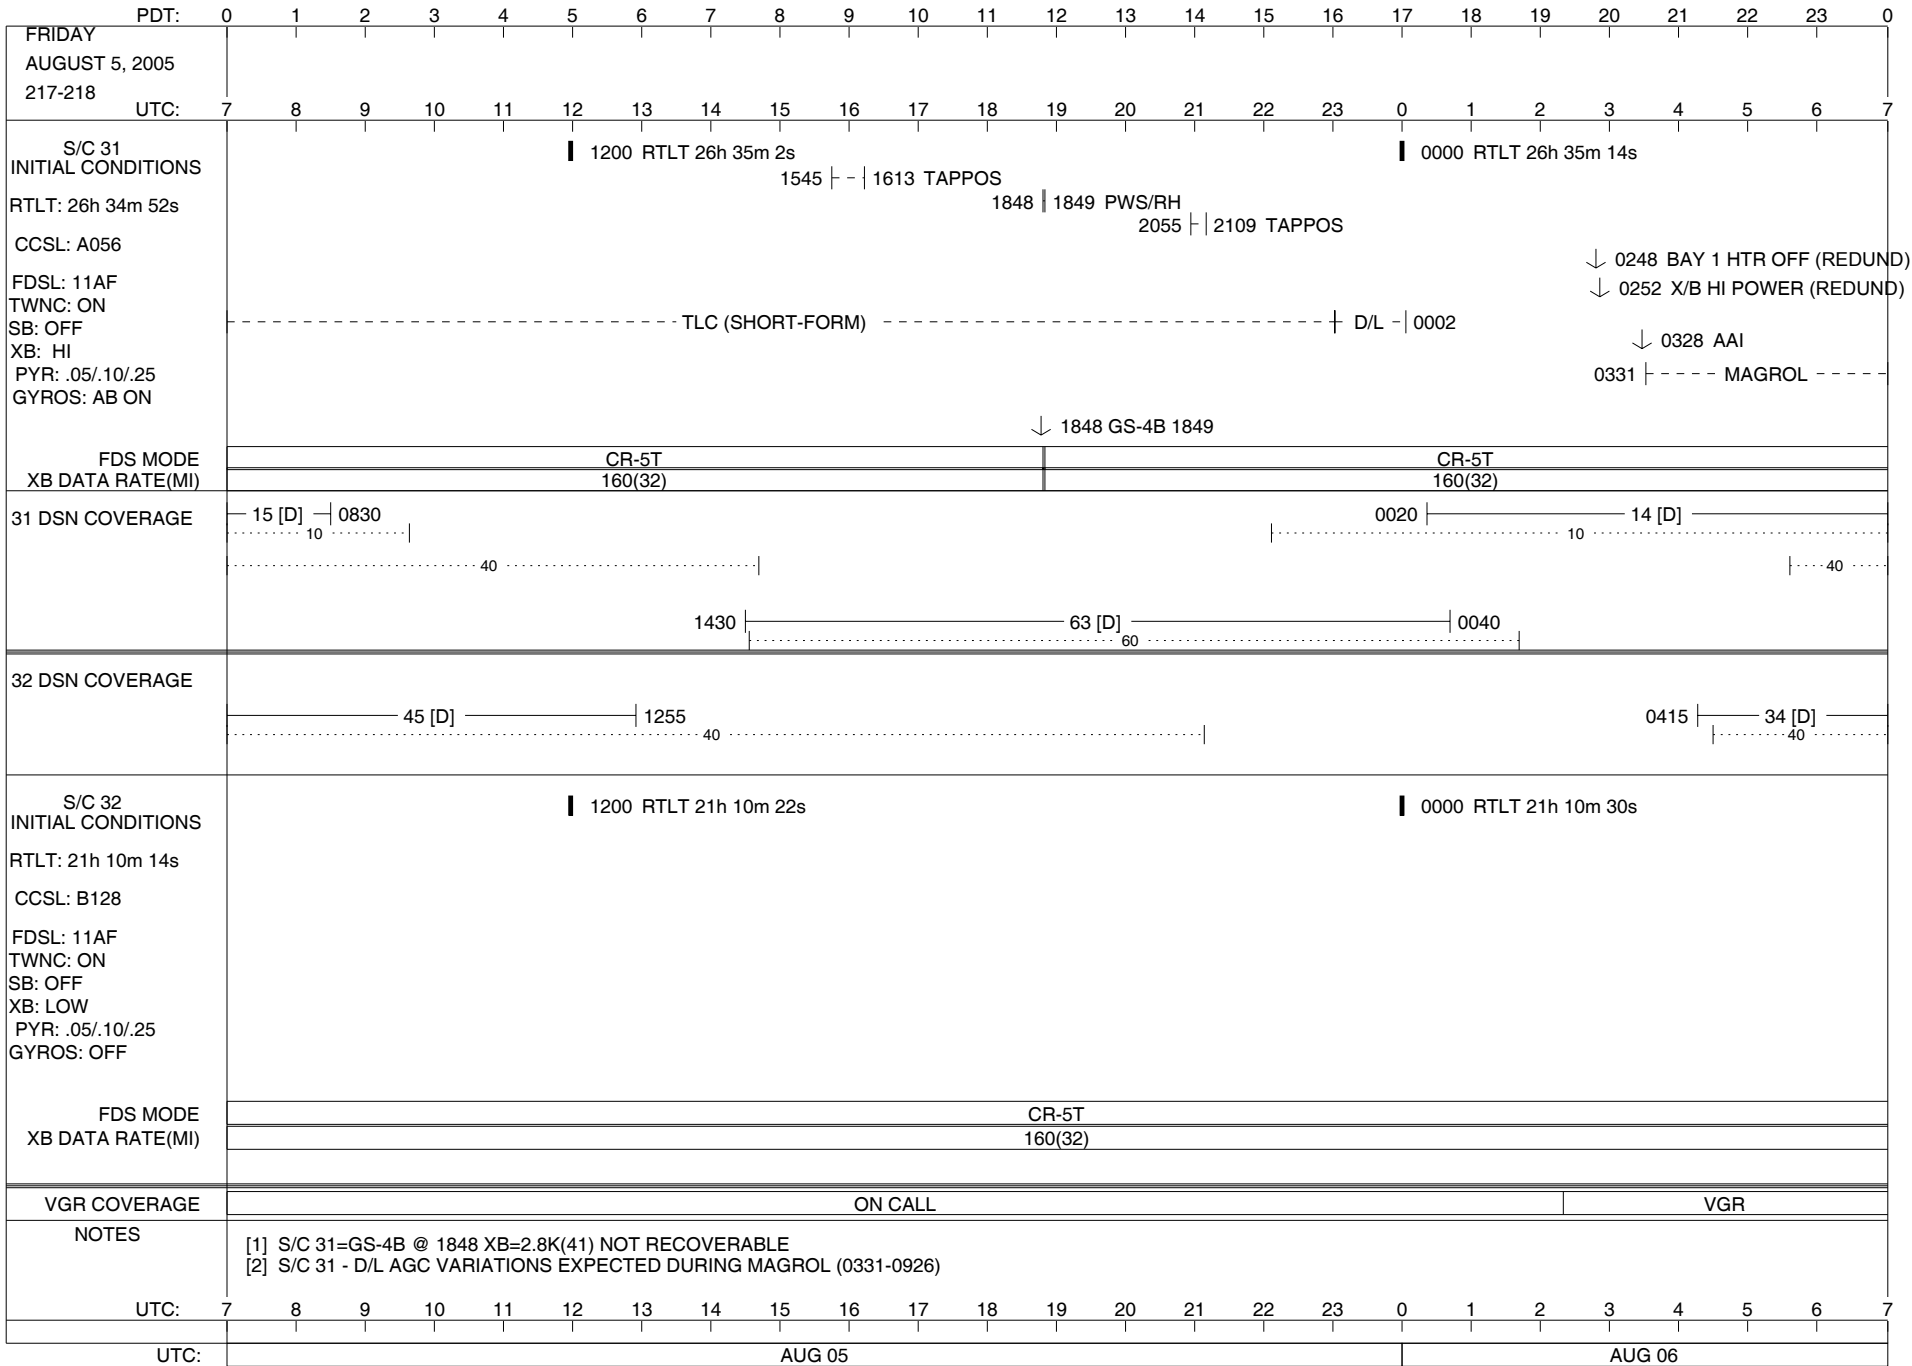 PDT: 0 1 2 3 4 5 6 7 8 9 10 11 12 13 14 15 16 17 18 19 20 21 22 23 0
FRIDAY
AUGUST 5, 2005
217-218
UTC: 7 8 9 10 11 12 13 14 15 16 17 18 19 20 21 22 23 0 1 2 3 4 5 6 7
S/C 31
INITIAL CONDITIONS
RTLT: 26h 34m 52s
CCSL: A056
FDSL: 11AF
TWNC: ON
SB: OFF
XB: HI
PYR: .05/.10/.25
GYROS: AB ON
1200 RTLT 26h 35m 2s
0000 RTLT 26h 35m 14s
1545 1613 TAPPOS
1848 1849 PWS/RH
2055 2109 TAPPOS
0248 BAY 1 HTR OFF (REDUND)
0252 X/B HI POWER (REDUND)
TLC (SHORT-FORM) D/L 0002
0328 AAI
0331 MAGROL
1848 GS-4B 1849
FDS MODE CR-5T CR-5T
XB DATA RATE(MI) 160(32) 160(32)
31 DSN COVERAGE
15 [D] 0830 0020 14 [D]
10 10
40 40
1430 63 [D] 0040
60
32 DSN COVERAGE
45 [D] 1255 0415 34 [D]
40 40
S/C 32
INITIAL CONDITIONS
RTLT: 21h 10m 14s
CCSL: B128
FDSL: 11AF
TWNC: ON
SB: OFF
XB: LOW
PYR: .05/.10/.25
GYROS: OFF
1200 RTLT 21h 10m 22s
0000 RTLT 21h 10m 30s
FDS MODE CR-5T
XB DATA RATE(MI) 160(32)
VGR COVERAGE ON CALL VGR
NOTES
[1] S/C 31=GS-4B @ 1848 XB=2.8K(41) NOT RECOVERABLE
[2] S/C 31 - D/L AGC VARIATIONS EXPECTED DURING MAGROL (0331-0926)
UTC: 7 8 9 10 11 12 13 14 15 16 17 18 19 20 21 22 23 0 1 2 3 4 5 6 7
UTC: AUG 05 AUG 06